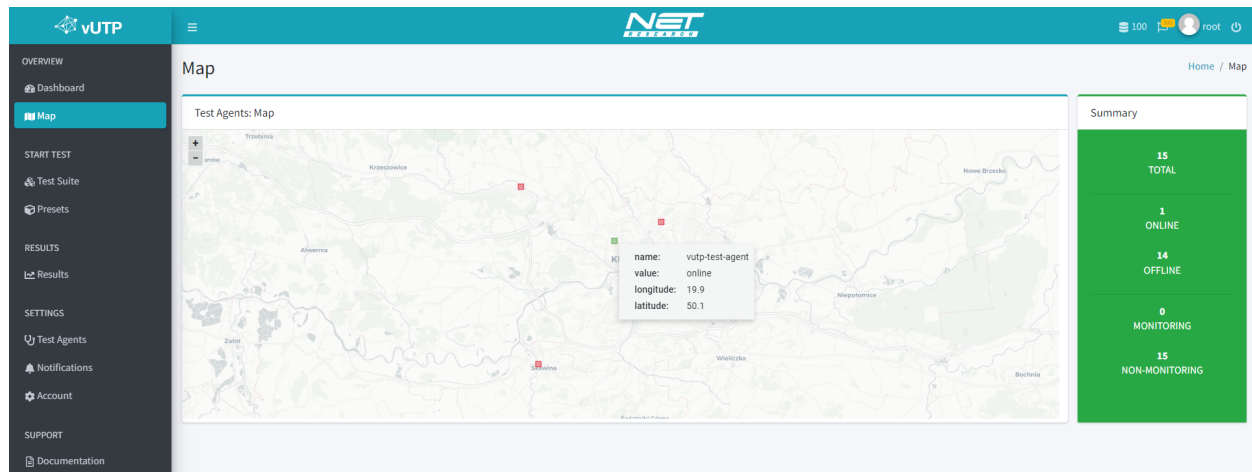 vUTP
NET
RESEARCH
100
root
OVERVIEW
Dashboard
Map
START TEST
Test Suite
Presets
RESULTS
Results
SETTINGS
Test Agents
Notifications
Account
SUPPORT
Documentation
Map
Home / Map
Test Agents: Map
+
-
Trzebinia
Krzeszowice
Nowe Brzesko
Alwernia
name: vutp-test-agent
value: online
longitude: 19.9
latitude: 50.1
Niepołomice
Zator
Wieliczka
Skawina
Bochnia
Summary
15
TOTAL
1
ONLINE
14
OFFLINE
0
MONITORING
15
NON-MONITORING